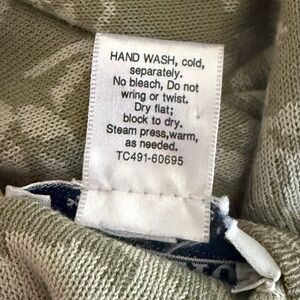 HAND WASH, cold,
separately.
No bleach, Do not
wring or twist.
Dry flat;
block to dry.
Steam press,warm,
as needed.
TC491-60695